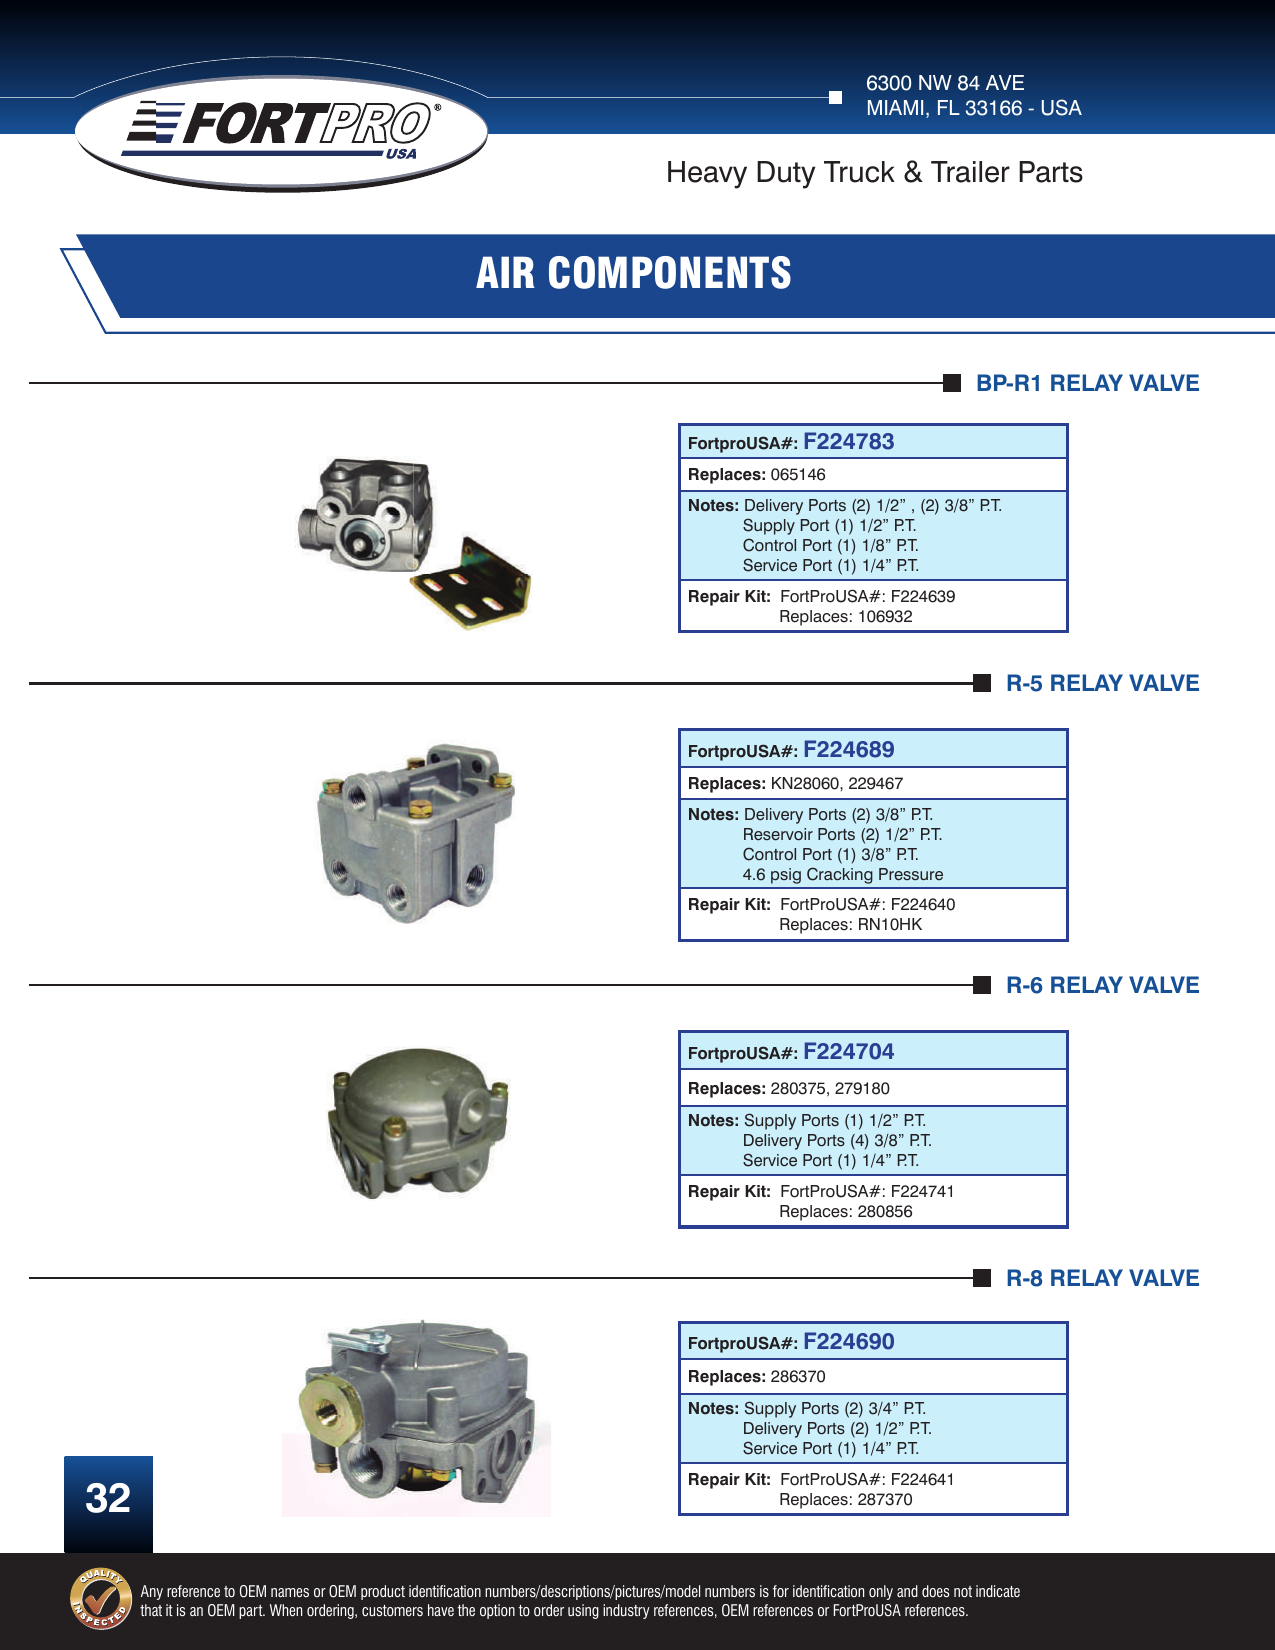 6300 NW 84 AVE
MIAMI, FL 33166 - USA
FORTPRO®
USA
Heavy Duty Truck & Trailer Parts
AIR COMPONENTS
BP-R1 RELAY VALVE
FortproUSA#: F224783
Replaces: 065146
Notes: Delivery Ports (2) 1/2” , (2) 3/8” P.T.
Supply Port (1) 1/2” P.T.
Control Port (1) 1/8” P.T.
Service Port (1) 1/4” P.T.
Repair Kit: FortProUSA#: F224639
Replaces: 106932
R-5 RELAY VALVE
FortproUSA#: F224689
Replaces: KN28060, 229467
Notes: Delivery Ports (2) 3/8” P.T.
Reservoir Ports (2) 1/2” P.T.
Control Port (1) 3/8” P.T.
4.6 psig Cracking Pressure
Repair Kit: FortProUSA#: F224640
Replaces: RN10HK
R-6 RELAY VALVE
FortproUSA#: F224704
Replaces: 280375, 279180
Notes: Supply Ports (1) 1/2” P.T.
Delivery Ports (4) 3/8” P.T.
Service Port (1) 1/4” P.T.
Repair Kit: FortProUSA#: F224741
Replaces: 280856
R-8 RELAY VALVE
FortproUSA#: F224690
Replaces: 286370
Notes: Supply Ports (2) 3/4” P.T.
Delivery Ports (2) 1/2” P.T.
Service Port (1) 1/4” P.T.
Repair Kit: FortProUSA#: F224641
Replaces: 287370
32
QUALITY
INSPECTED
Any reference to OEM names or OEM product identification numbers/descriptions/pictures/model numbers is for identification only and does not indicate
that it is an OEM part. When ordering, customers have the option to order using industry references, OEM references or FortProUSA references.